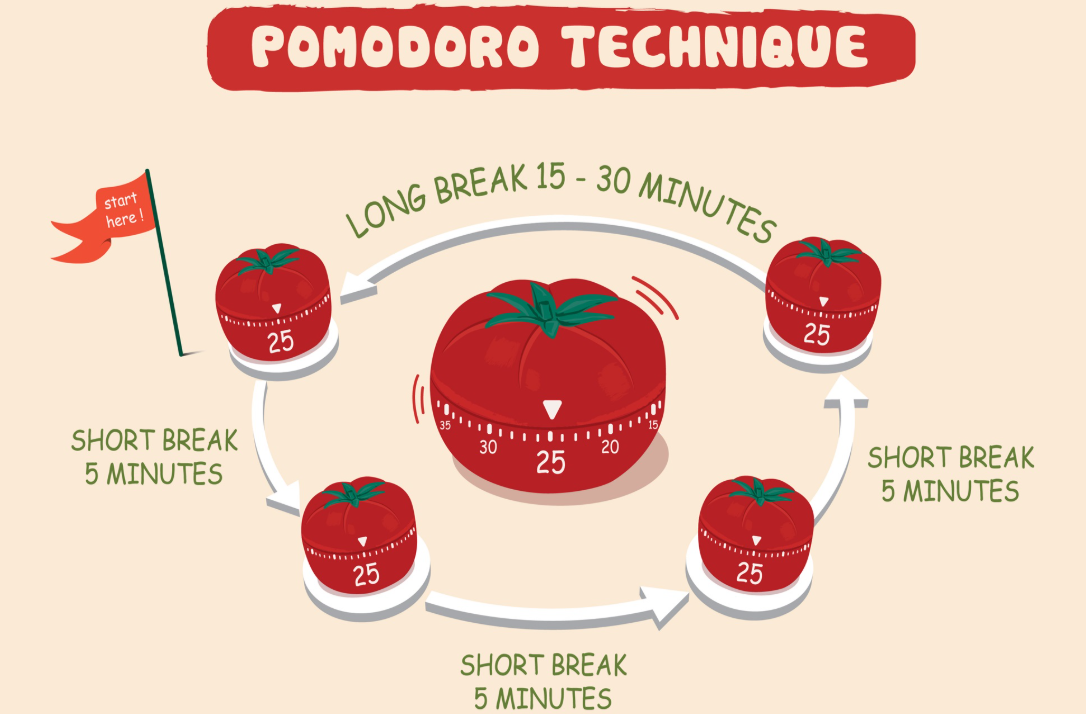 POMODORO TECHNIQUE
LONG BREAK 15 - 30 MINUTES
start
here !
25
25
35
30
25
20
15
SHORT BREAK
5 MINUTES
SHORT BREAK
5 MINUTES
25
25
SHORT BREAK
5 MINUTES